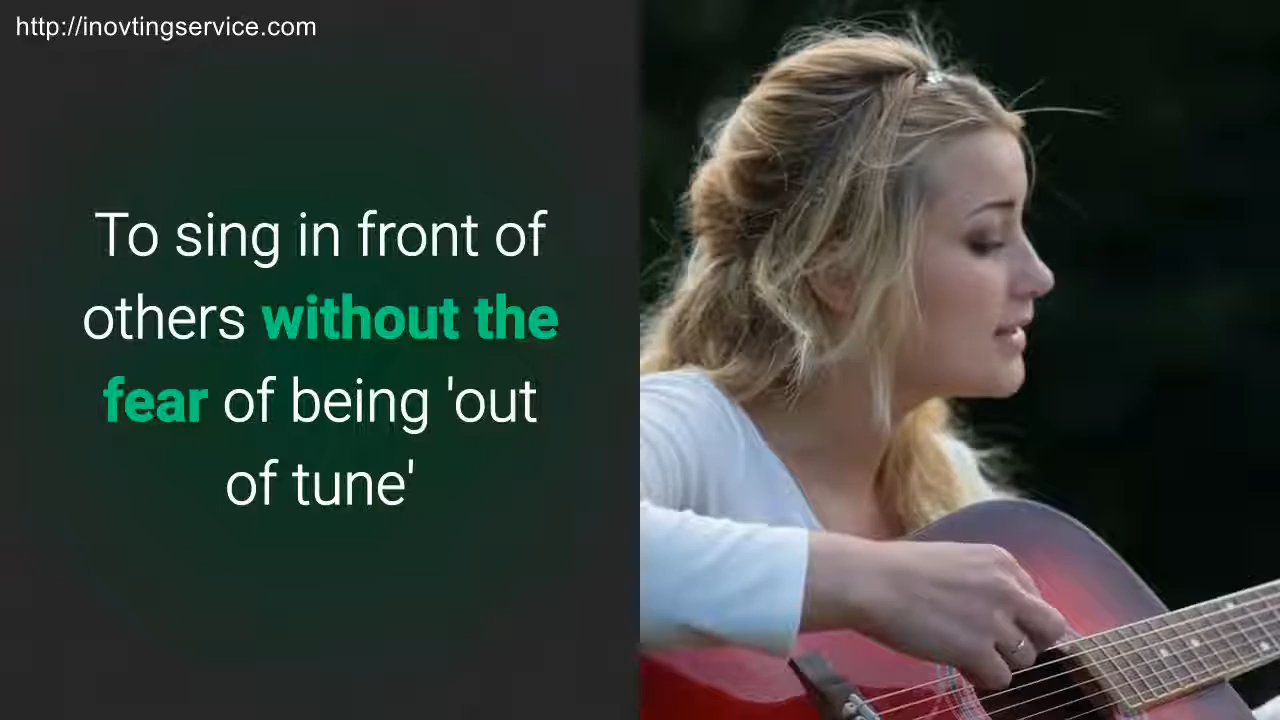 http://inovtingservice.com
To sing in front of
others without the
fear of being 'out
of tune'